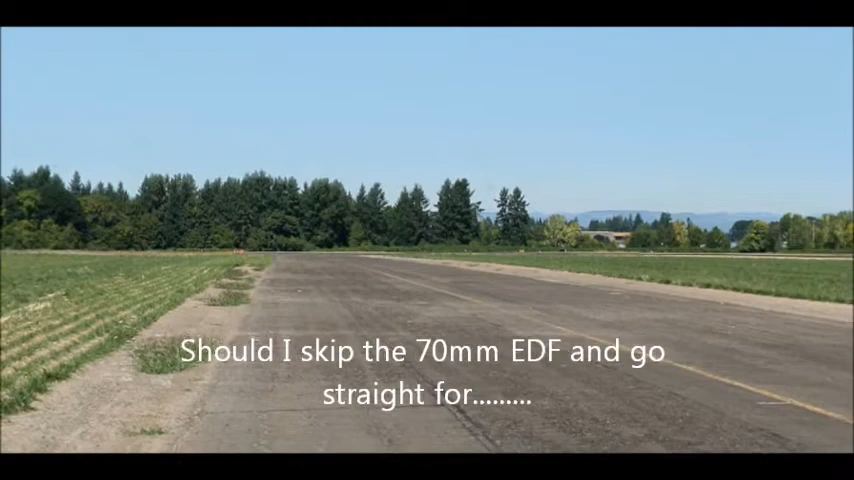 Should I skip the 70mm EDF and go
straight for.........